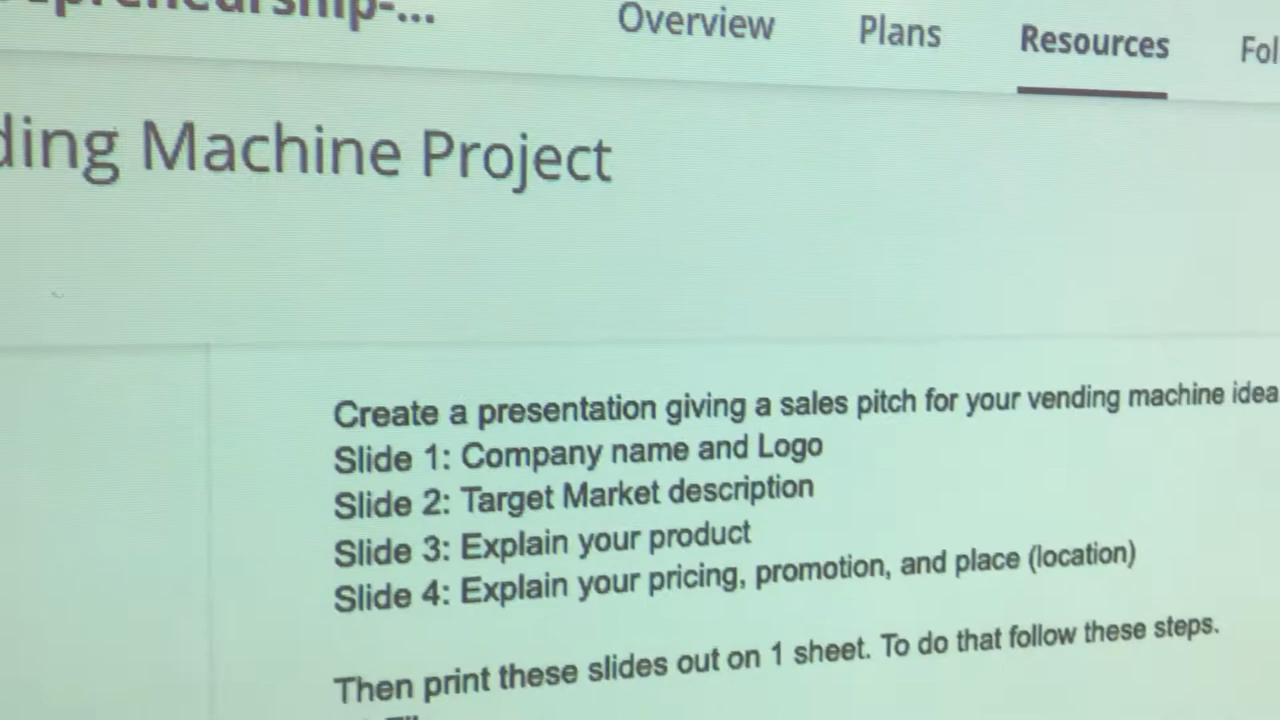 Overview Plans Resources
Machine Project
Create a presentation giving a sales pitch for your vending machine idea
Slide 1: Company name and Logo
Slide 2: Target Market description
Slide 3: Explain your product
Slide 4: Explain your pricing, promotion, and place (location)
Then print these slides out on 1 sheet. To do that follow these steps.